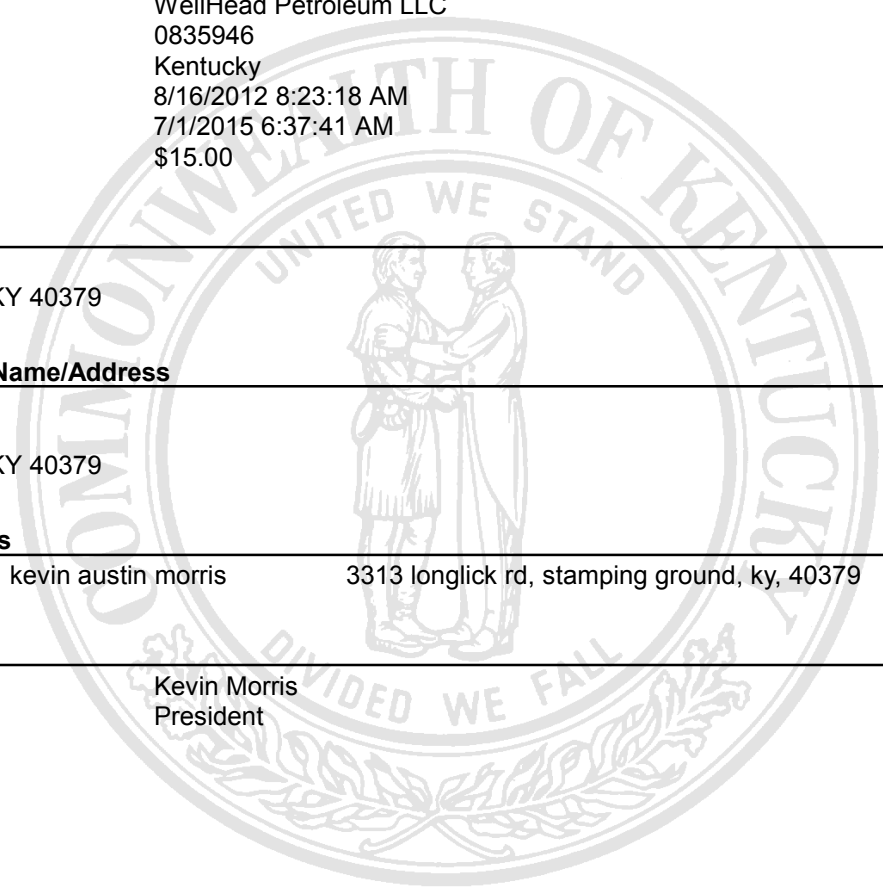 WellHead Petroleum LLC
0835946
Kentucky
8/16/2012 8:23:18 AM
7/1/2015 6:37:41 AM
$15.00
KY 40379
Name/Address
KY 40379
s
kevin austin morris 3313 longlick rd, stamping ground, ky, 40379
Kevin Morris
President
COMMONWEALTH OF KENTUCKY
UNITED WE STAND
DIVIDED WE FALL